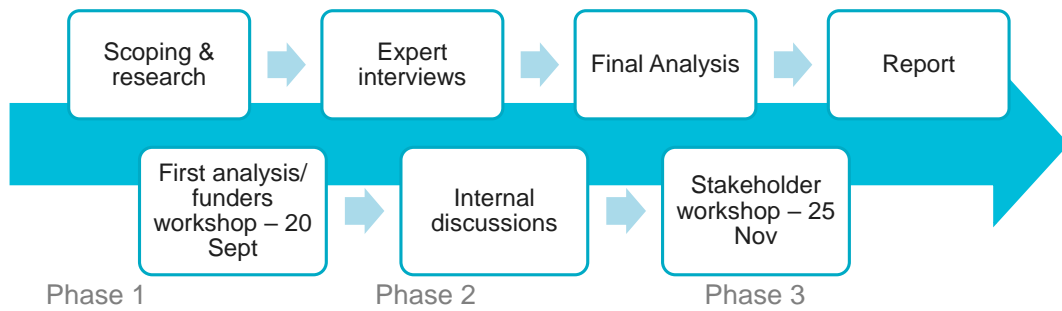 Scoping &
research
Expert
interviews
Final Analysis
Report
First analysis/
funders
workshop – 20
Sept
Internal
discussions
Stakeholder
workshop – 25
Nov
Phase 1
Phase 2
Phase 3